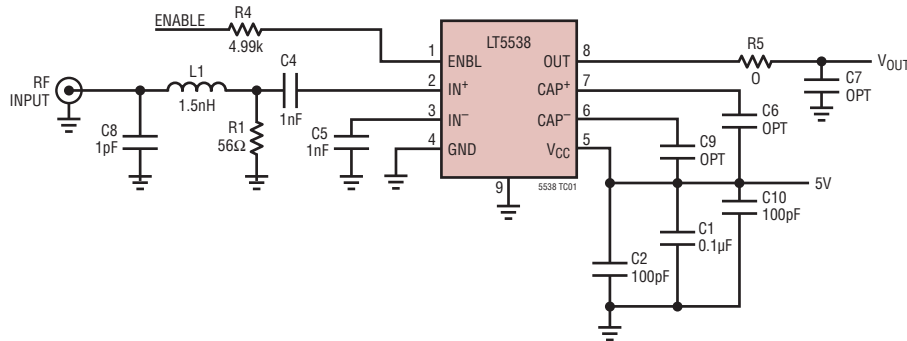 ENABLE
R4
4.99k
RF
INPUT
L1
1.5nH
C4
1nF
C8
1pF
R1
56Ω
C5
1nF
LT5538
1
ENBL
2
IN+
3
IN–
4
GND
9
OUT
8
CAP+
7
CAP–
6
VCC
5
5538 TC01
R5
0
VOUT
C7
OPT
C6
OPT
C9
OPT
5V
C10
100pF
C1
0.1µF
C2
100pF